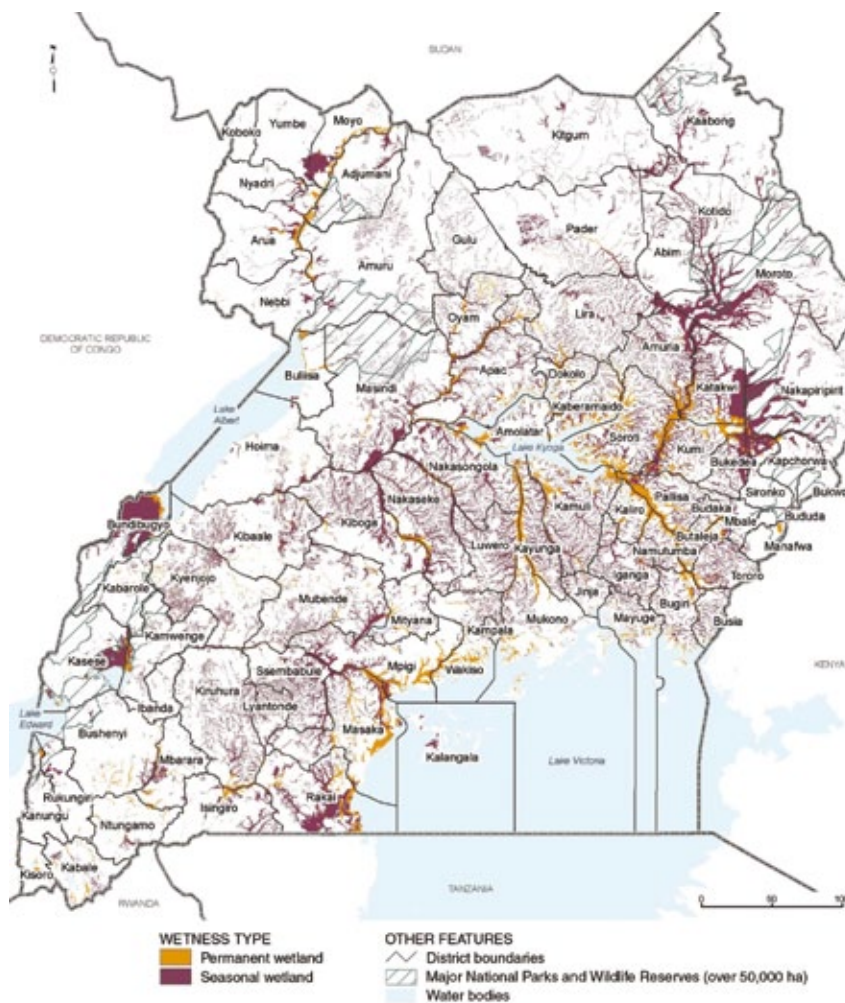 N
SUDAN
Kaabong
Koboko
Yumbe
Moyo
Kitgum
Nyadri
Adjumani
Kotido
Arua
Gulu
Pader
Abim
Amuru
Moroto
Nebbi
Oyam
Lira
DEMOCRATIC REPUBLIC
OF CONGO
Amuria
Buliisa
Apac
Dokolo
Katakwi
Nakapiripirit
Masindi
Kaberamaido
Lake
Albert
Amolatar
Soroti
Lake Kyoga
Kumi
Hoima
Bukedea
Kapchorwa
Nakasongola
Sironko
Bukwo
Nakaseke
Kamuli
Pallisa
Bundibugyo
Kiboga
Kaliro
Budaka
Bududa
Mbale
Kibaale
Luwero
Kayunga
Butaleja
Manafwa
Kabarole
Kyenjojo
Namutumba
Iganga
Tororo
Mubende
Jinja
Bugiri
Mityana
Kamwenge
Kampala
Mukono
Mayuge
Busia
Kasese
Ssembabule
Mpigi
Wakiso
KENYA
Kiruhura
Ibanda
Lyantonde
Lake
Edward
Bushenyi
Masaka
Mbarara
Kalangala
Lake Victoria
Rukungiri
Isingiro
Rakai
Kanungu
Ntungamo
Kabale
Kisoro
RWANDA
TANZANIA
0 50 100
WETNESS TYPE
Permanent wetland
Seasonal wetland
OTHER FEATURES
District boundaries
Major National Parks and Wildlife Reserves (over 50,000 ha)
Water bodies